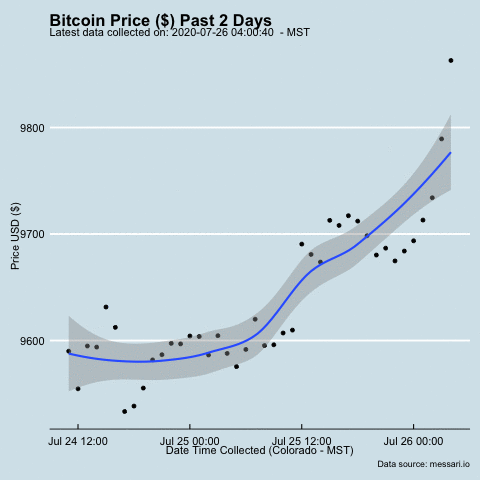 Bitcoin Price ($) Past 2 Days
Latest data collected on: 2020-07-26 04:00:40 - MST
9800
9700
9600
Price USD ($)
Jul 24 12:00 Jul 25 00:00 Jul 25 12:00 Jul 26 00:00
Date Time Collected (Colorado - MST)
Data source: messari.io